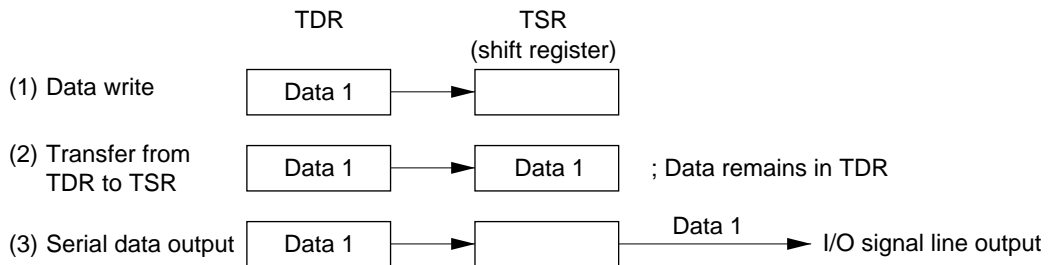 TDR TSR
(shift register)
(1) Data write Data 1
(2) Transfer from
TDR to TSR Data 1 Data 1 ; Data remains in TDR
(3) Serial data output Data 1 Data 1 I/O signal line output